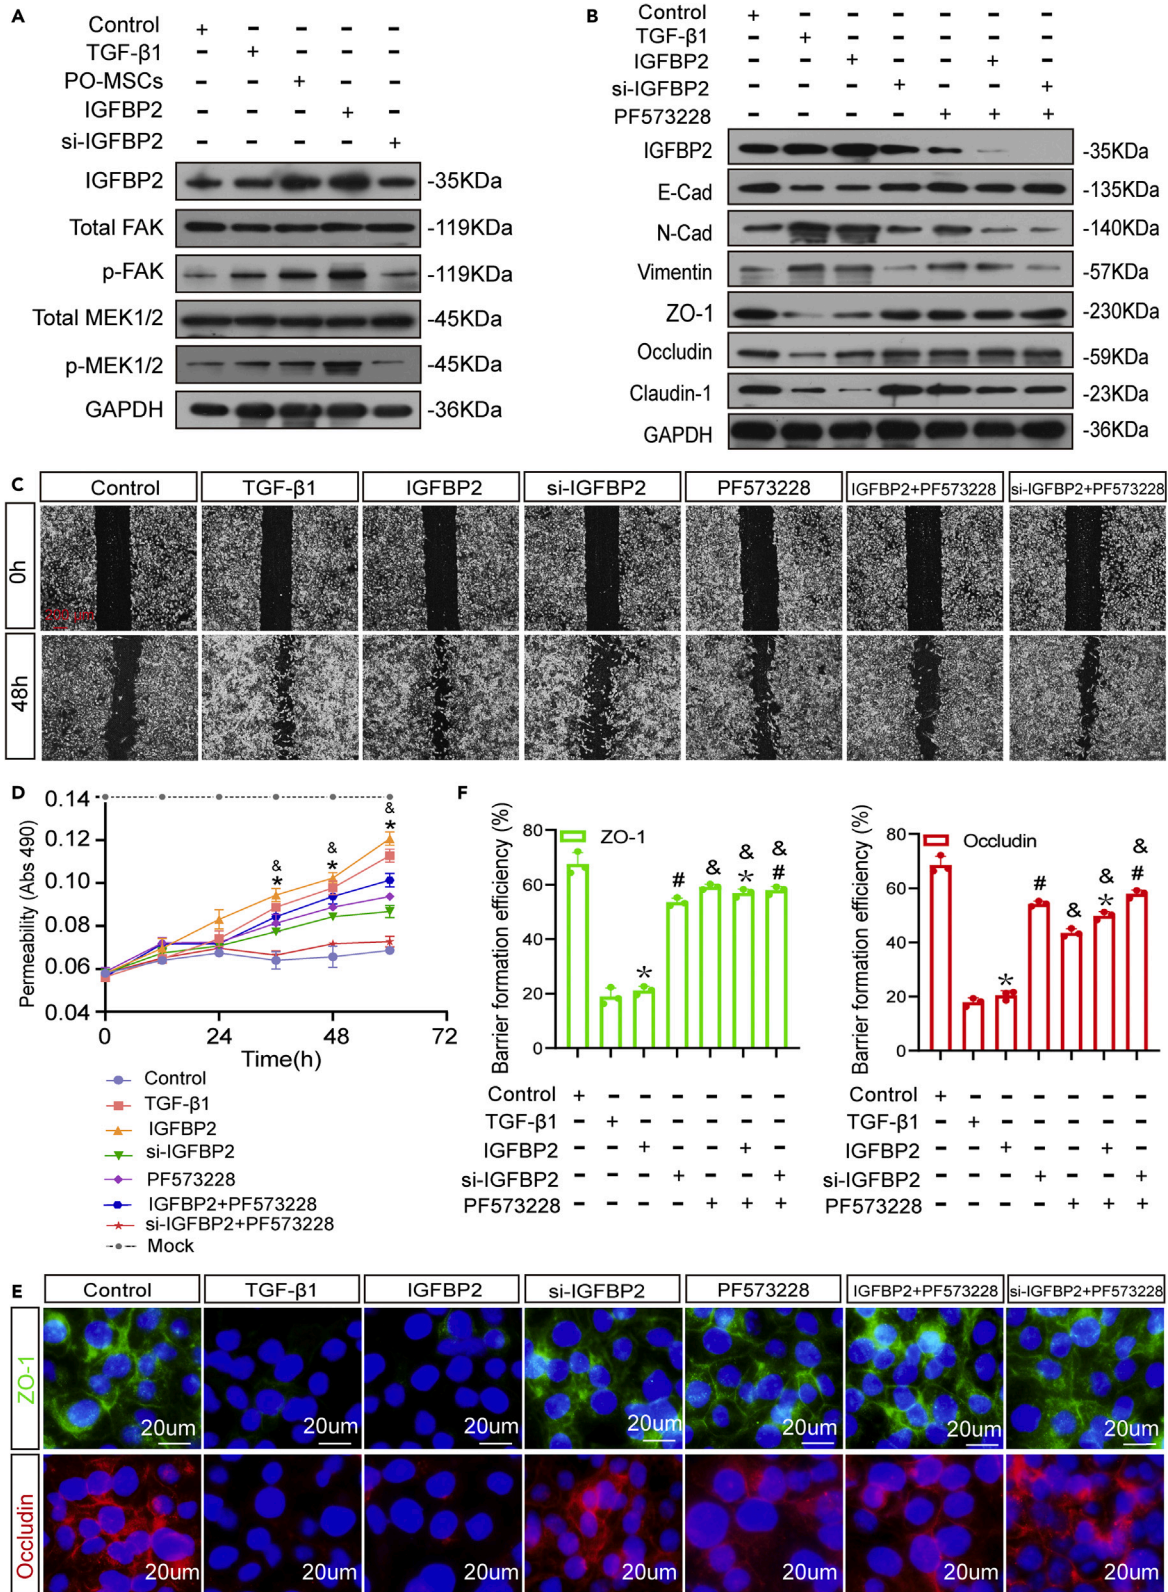 A
Control + - - - -
TGF-β1 - + - - -
PO-MSCs - - + - -
IGFBP2 - - - + -
si-IGFBP2 - - - - +
IGFBP2 -35KDa
Total FAK -119KDa
p-FAK -119KDa
Total MEK1/2 -45KDa
p-MEK1/2 -45KDa
GAPDH -36KDa
B
Control + - - - - - -
TGF-β1 - + - - - - -
IGFBP2 - - + - - + -
si-IGFBP2 - - - + - - +
PF573228 - - - - + + +
IGFBP2 -35KDa
E-Cad -135KDa
N-Cad -140KDa
Vimentin -57KDa
ZO-1 -230KDa
Occludin -59KDa
Claudin-1 -23KDa
GAPDH -36KDa
C
Control TGF-β1 IGFBP2 si-IGFBP2 PF573228 IGFBP2+PF573228 si-IGFBP2+PF573228
0h
200 μm
48h
D
Permeability (Abs 490)
0.14
0.12
0.10
0.08
0.06
0.04
& * & * & *
0 24 48 72
Time(h)
Control
TGF-β1
IGFBP2
si-IGFBP2
PF573228
IGFBP2+PF573228
si-IGFBP2+PF573228
Mock
F
Barrier formation efficiency (%)
ZO-1
80
60
40
20
0
* # & & * & #
Control + - - - - - -
TGF-β1 - + - - - - -
IGFBP2 - - + - - + -
si-IGFBP2 - - - + - - +
PF573228 - - - - + + +
Barrier formation efficiency (%)
Occludin
80
60
40
20
0
* # & & * & #
Control + - - - - - -
TGF-β1 - + - - - - -
IGFBP2 - - + - - + -
si-IGFBP2 - - - + - - +
PF573228 - - - - + + +
E
Control TGF-β1 IGFBP2 si-IGFBP2 PF573228 IGFBP2+PF573228 si-IGFBP2+PF573228
ZO-1
20um 20um 20um 20um 20um 20um 20um
Occludin
20um 20um 20um 20um 20um 20um 20um